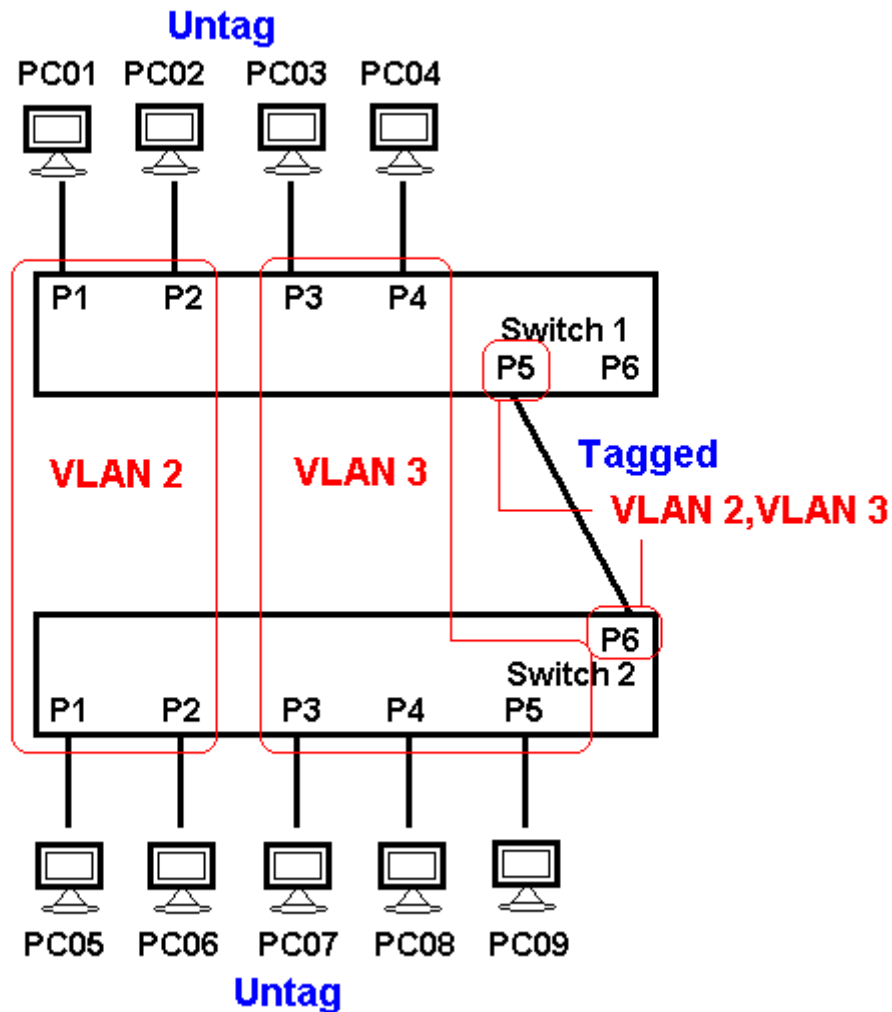 Untag
PC01 PC02 PC03 PC04
P1 P2 P3 P4
Switch 1
P5 P6
VLAN 2 VLAN 3
Tagged
VLAN 2,VLAN 3
P6
Switch 2
P1 P2 P3 P4 P5
PC05 PC06 PC07 PC08 PC09
Untag